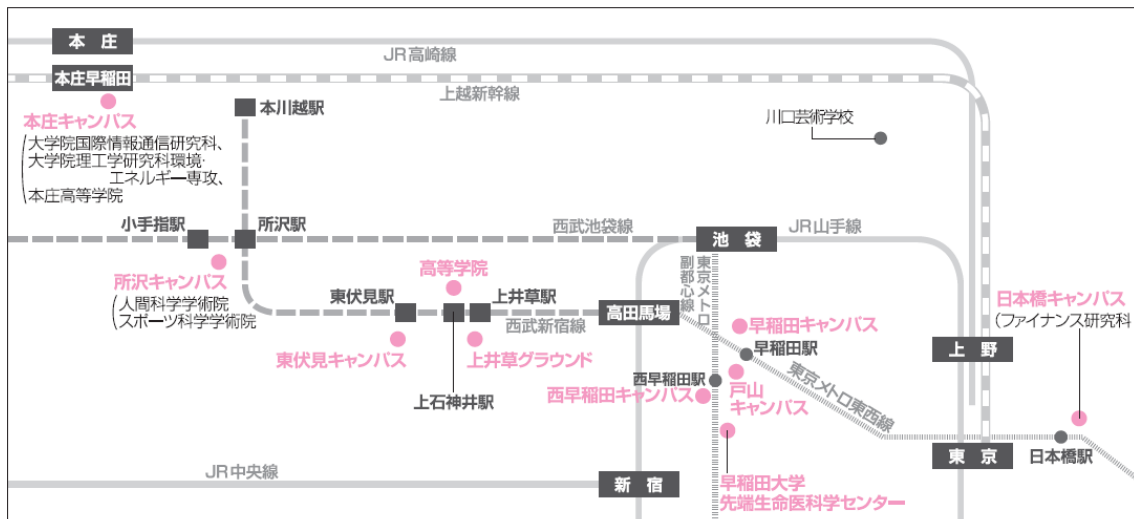 本庄
JR高崎線
本庄早稲田
上越新幹線
本庄キャンパス
(大学院国際情報通信研究科、
大学院理工学研究科環境・
エネルギー専攻、
本庄高等学院
本川越駅
川口芸術学校
小手指駅
所沢駅
西武池袋線
池袋
JR山手線
所沢キャンパス
(人間科学学術院
スポーツ科学学術院
高等学院
東伏見駅
上井草駅
西武新宿線
高田馬場
東京メトロ
副都心線
日本橋キャンパス
(ファイナンス研究科)
早稲田キャンパス
早稲田駅
上野
東伏見キャンパス
上井草グラウンド
上石神井駅
西早稲田駅
西早稲田キャンパス
戸山
キャンパス
東京メトロ東西線
東京
日本橋駅
JR中央線
新宿
早稲田大学
先端生命医科学センター